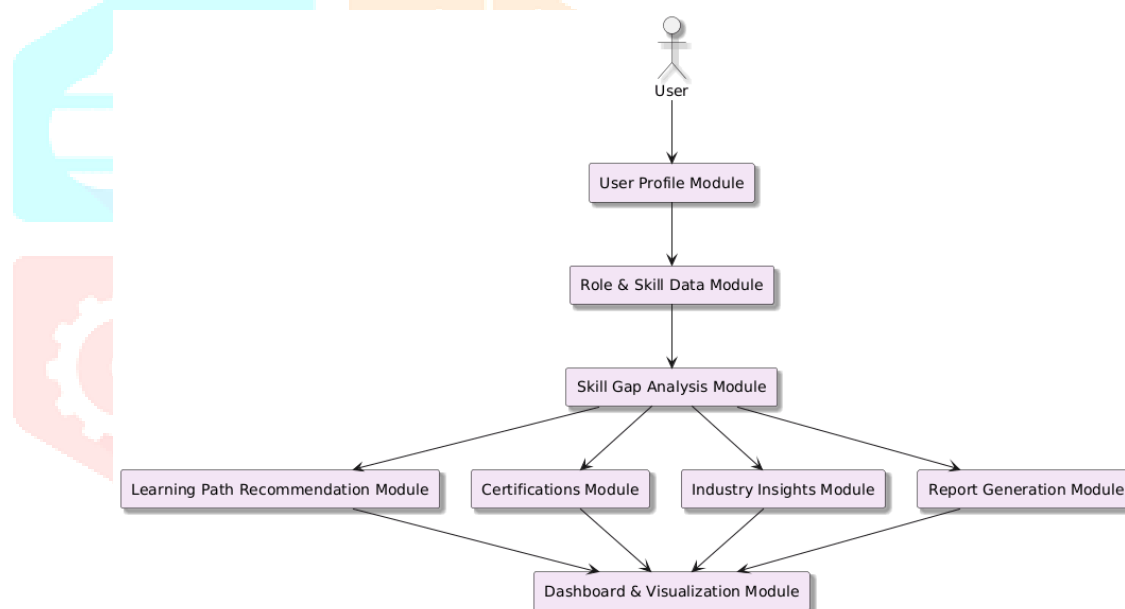 User
User Profile Module
Role & Skill Data Module
Skill Gap Analysis Module
Learning Path Recommendation Module
Certifications Module
Industry Insights Module
Report Generation Module
Dashboard & Visualization Module